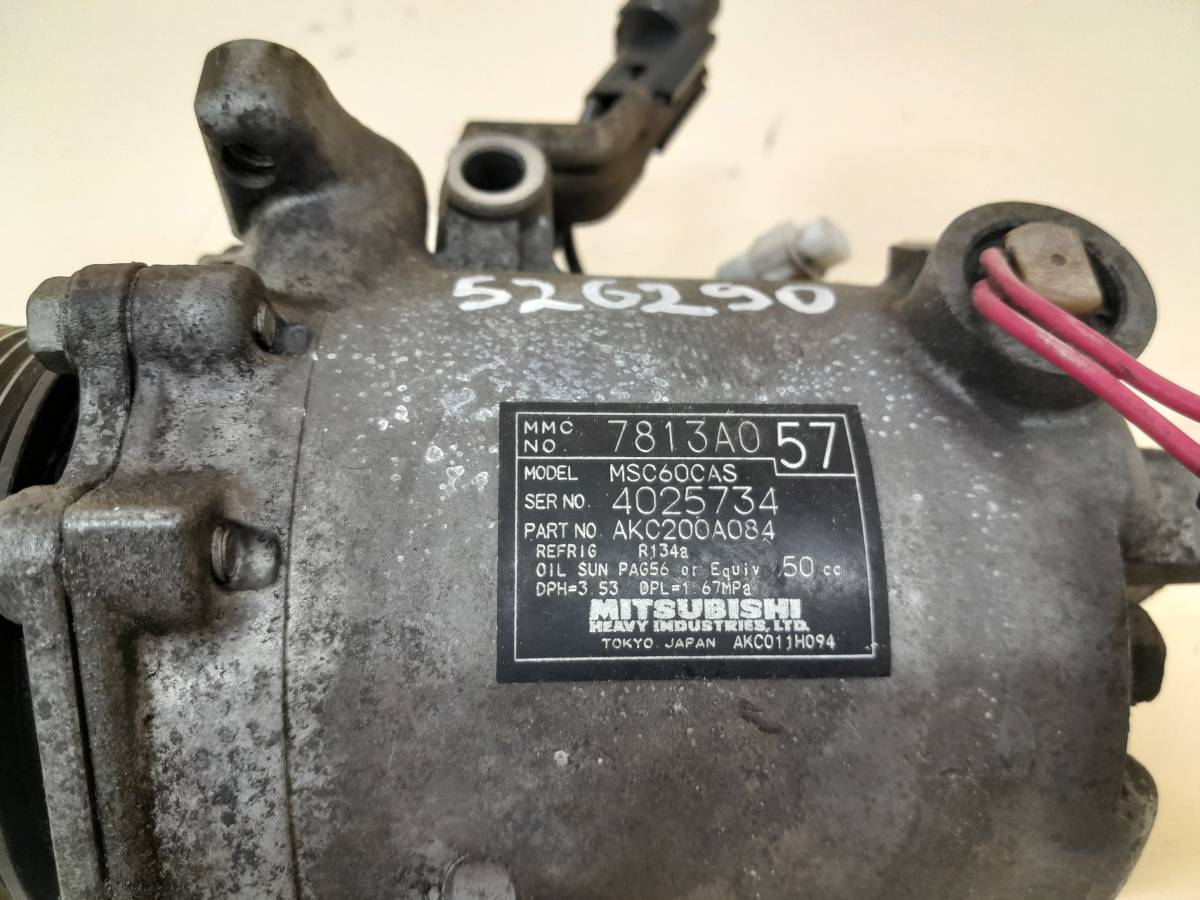 526290
MMC NO. 7813A0 57
MODEL MSC60CAS
SER NO. 4025734
PART NO. AKC200A084
REFRIG R134a
OIL SUN PAG56 or Equiv 50 cc
DPH=3.53 DPL=1.67MPa
MITSUBISHI
HEAVY INDUSTRIES, LTD.
TOKYO JAPAN AKC011H094